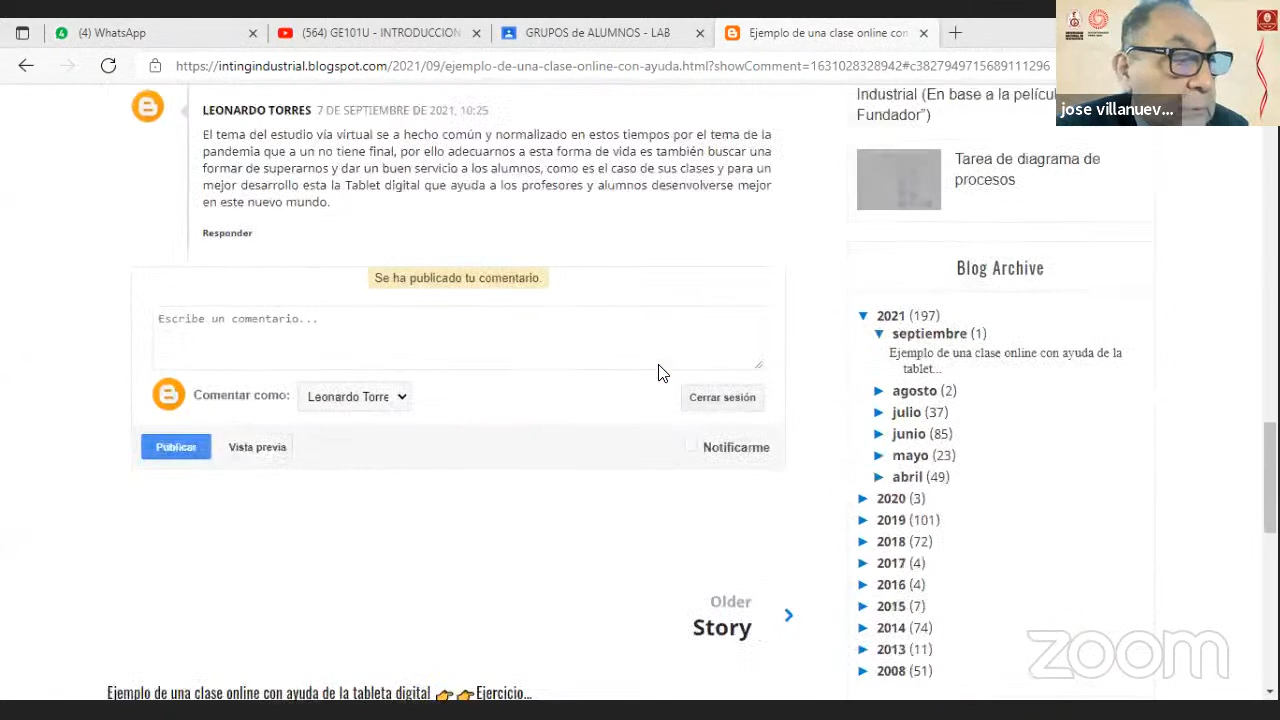 (4) WhatsApp
(564) GE101U - INTRODUCCION
GRUPOS de ALUMNOS - LAB
Ejemplo de una clase online con
https://intingindustrial.blogspot.com/2021/09/ejemplo-de-una-clase-online-con-ayuda.html?showComment=1631028328942#c3827949715689111296
jose villanuev...
LEONARDO TORRES 7 DE SEPTIEMBRE DE 2021, 10:25
El tema del estudio vía virtual se a hecho común y normalizado en estos tiempos por el tema de la
pandemia que a un no tiene final, por ello adecuarnos a esta forma de vida es también buscar una
formar de superarnos y dar un buen servicio a los alumnos, como es el caso de sus clases y para un
mejor desarrollo esta la Tablet digital que ayuda a los profesores y alumnos desenvolverse mejor
en este nuevo mundo.
Responder
Se ha publicado tu comentario.
Escribe un comentario...
Comentar como:
Leonardo Torre
Cerrar sesión
Publicar
Vista previa
Notificarme
Older
Story
Ejemplo de una clase online con ayuda de la tableta digital 👉👉Ejercicio...
Industrial (En base a la películ
Fundador")
Tarea de diagrama de
procesos
Blog Archive
▼ 2021 (197)
▼ septiembre (1)
Ejemplo de una clase online con ayuda de la
tablet...
► agosto (2)
► julio (37)
► junio (85)
► mayo (23)
► abril (49)
► 2020 (3)
► 2019 (101)
► 2018 (72)
► 2017 (4)
► 2016 (4)
► 2015 (7)
► 2014 (74)
► 2013 (11)
► 2008 (51)
zoom